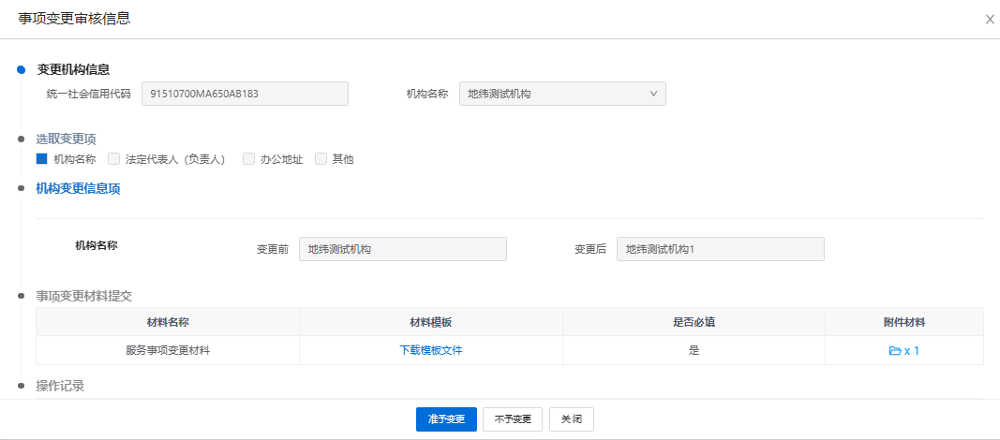 事项变更审核信息
变更机构信息
统一社会信用代码 91510700MA650AB183 机构名称 地纬测试机构
选取变更项
机构名称 法定代表人（负责人） 办公地址 其他
机构变更信息项
机构名称 变更前 地纬测试机构 变更后 地纬测试机构1
事项变更材料提交
材料名称 材料模板 是否必填 附件材料
服务事项变更材料 下载模板文件 是 x 1
操作记录
准予变更 不予变更 关闭